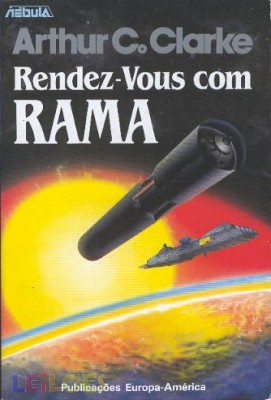 nebula
Arthur C. Clarke
Rendez-Vous com
RAMA
Publicações Europa-América